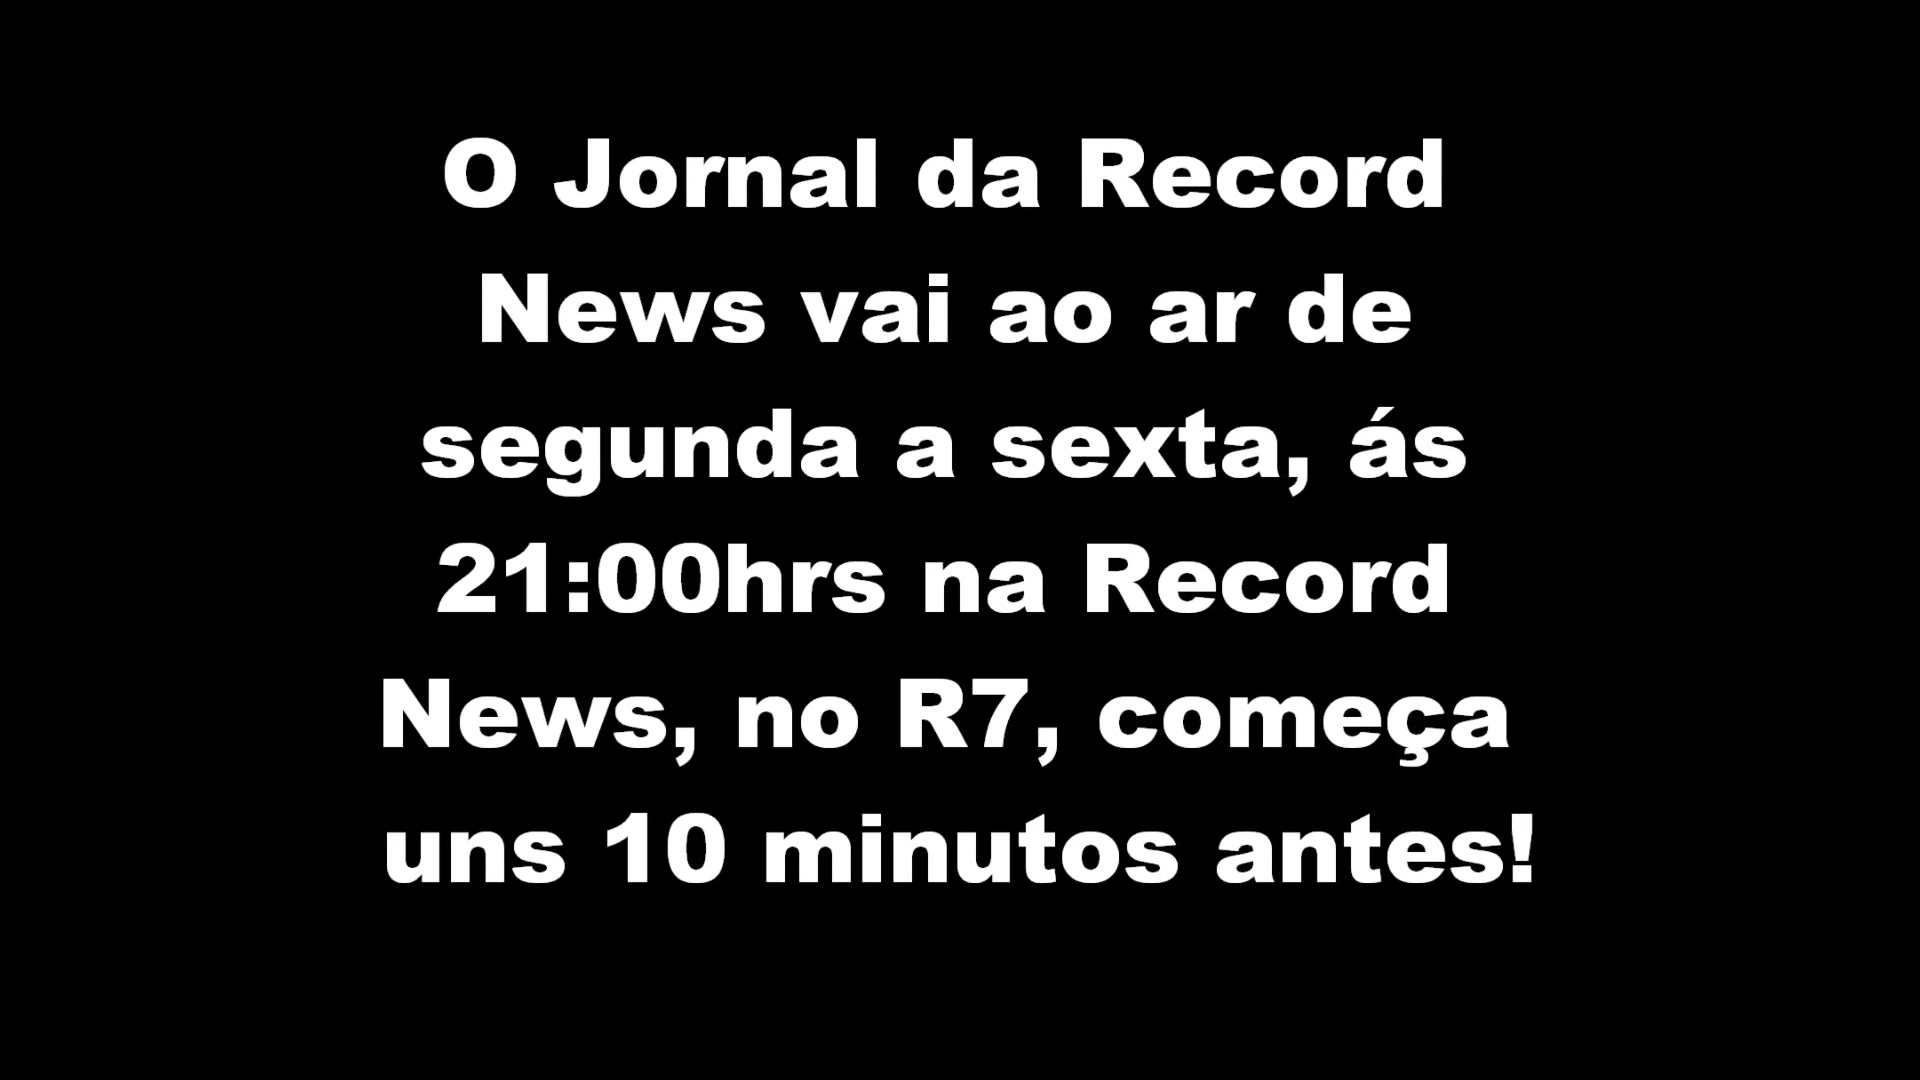 O Jornal da Record
News vai ao ar de
segunda a sexta, ás
21:00hrs na Record
News, no R7, começa
uns 10 minutos antes!